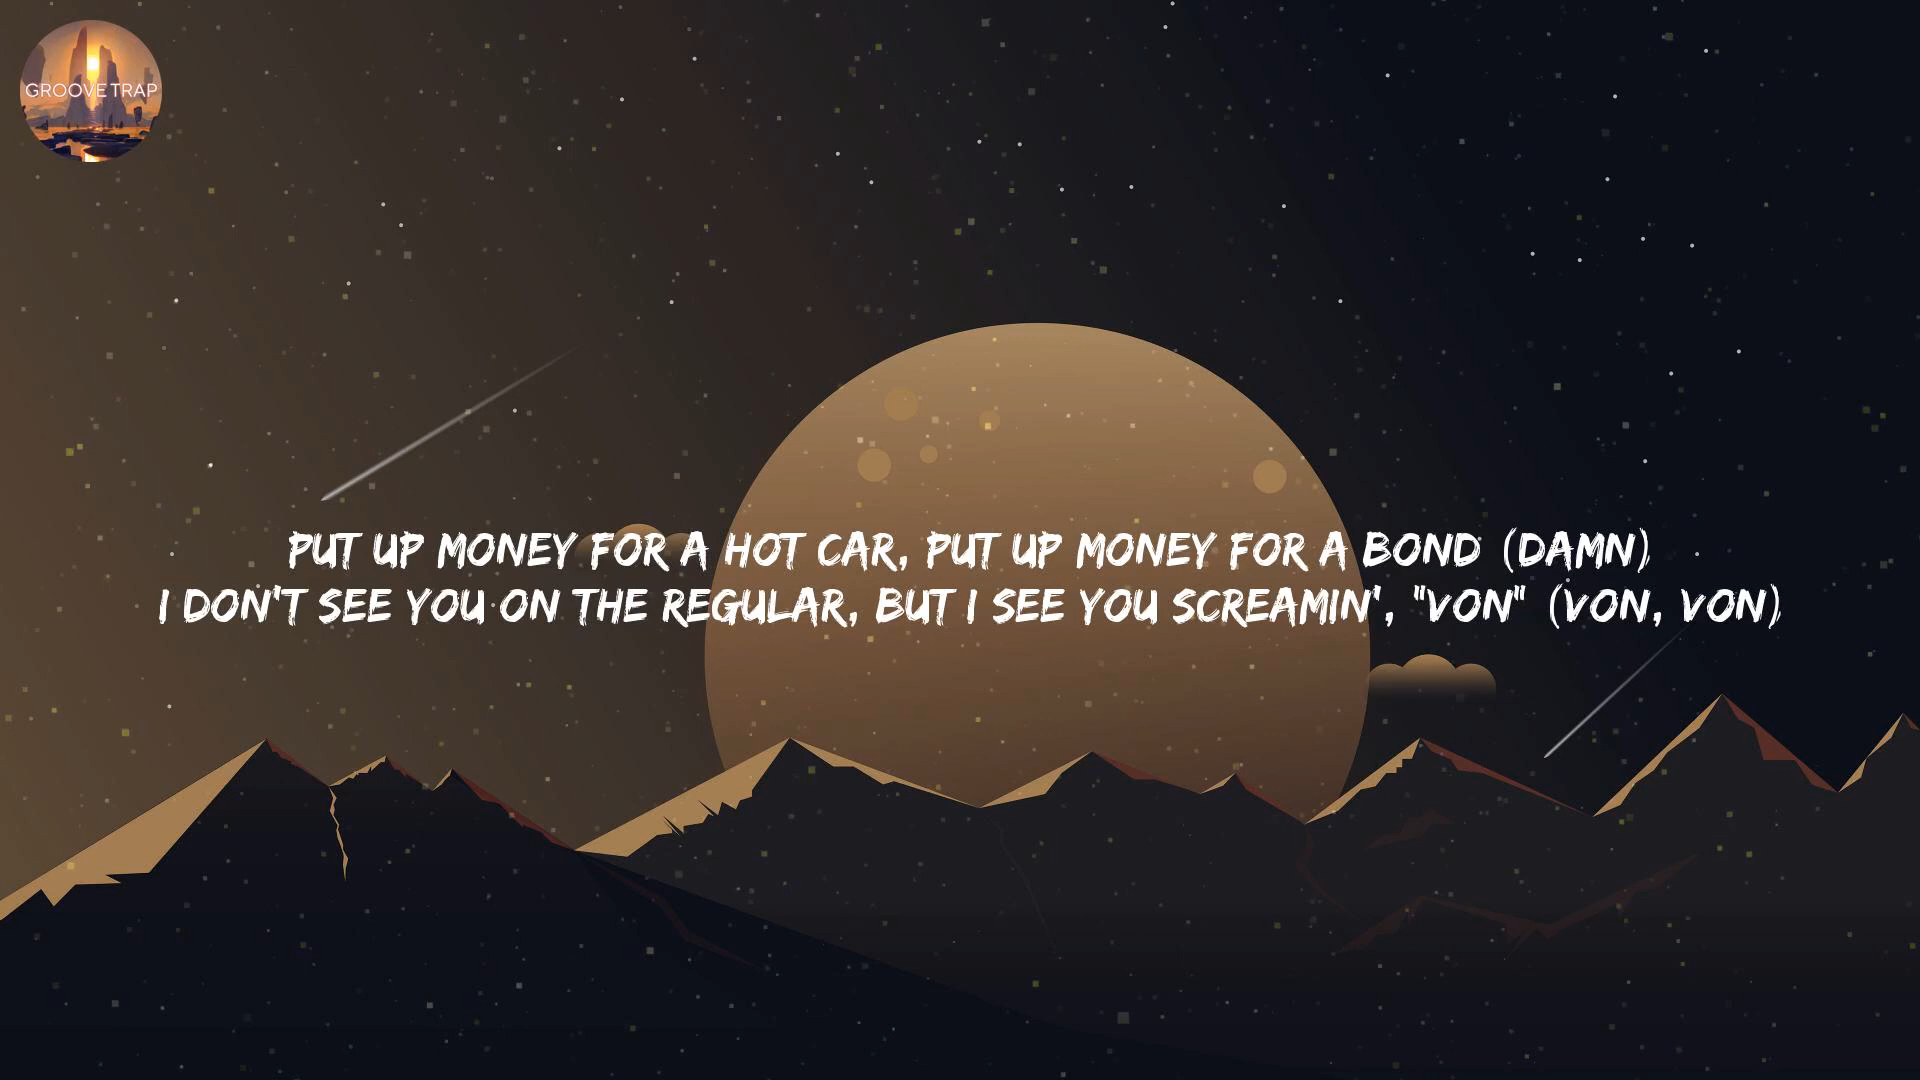 GROOVE TRAP
PUT UP MONEY FOR A HOT CAR, PUT UP MONEY FOR A BOND (DAMN)
I DON'T SEE YOU ON THE REGULAR, BUT I SEE YOU SCREAMIN', "VON" (VON, VON)